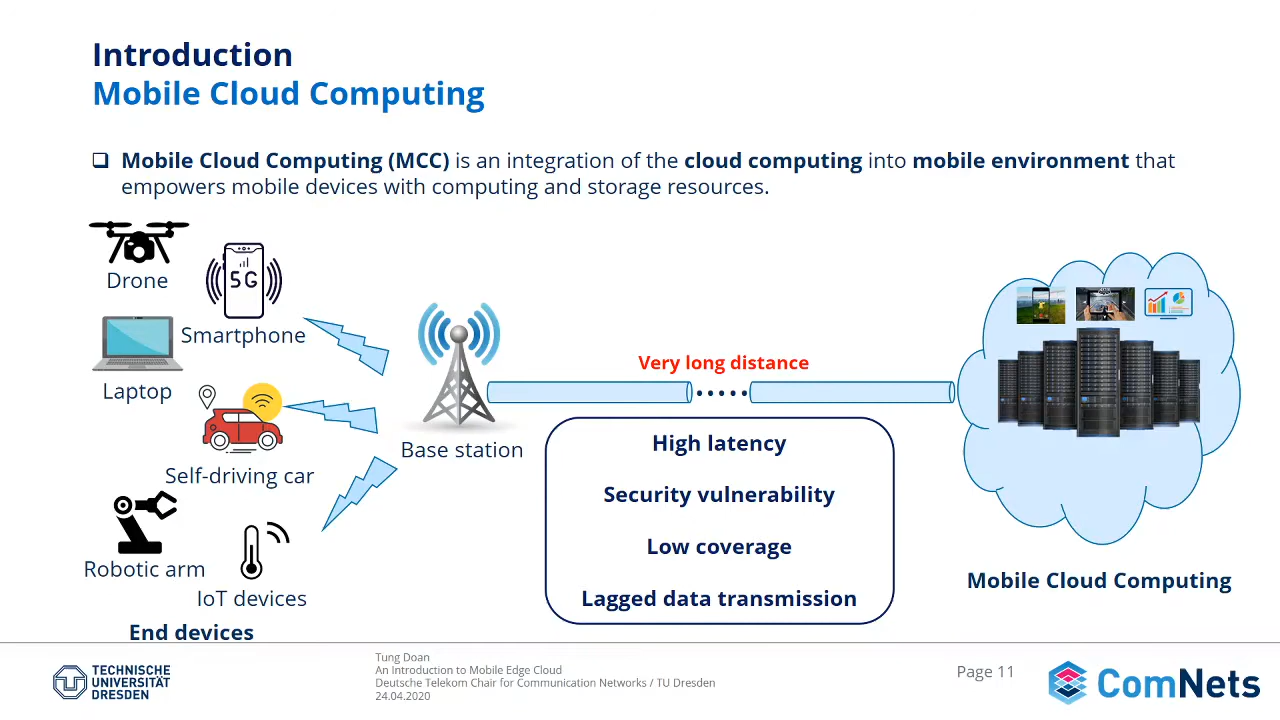 Introduction
Mobile Cloud Computing
Mobile Cloud Computing (MCC) is an integration of the cloud computing into mobile environment that
empowers mobile devices with computing and storage resources.
Drone
5G
Smartphone
Laptop
Self-driving car
Robotic arm
IoT devices
End devices
Base station
Very long distance
High latency
Security vulnerability
Low coverage
Lagged data transmission
Mobile Cloud Computing
TECHNISCHE
UNIVERSITÄT
DRESDEN
Tung Doan
An Introduction to Mobile Edge Cloud
Deutsche Telekom Chair for Communication Networks / TU Dresden
24.04.2020
Page 11
ComNets